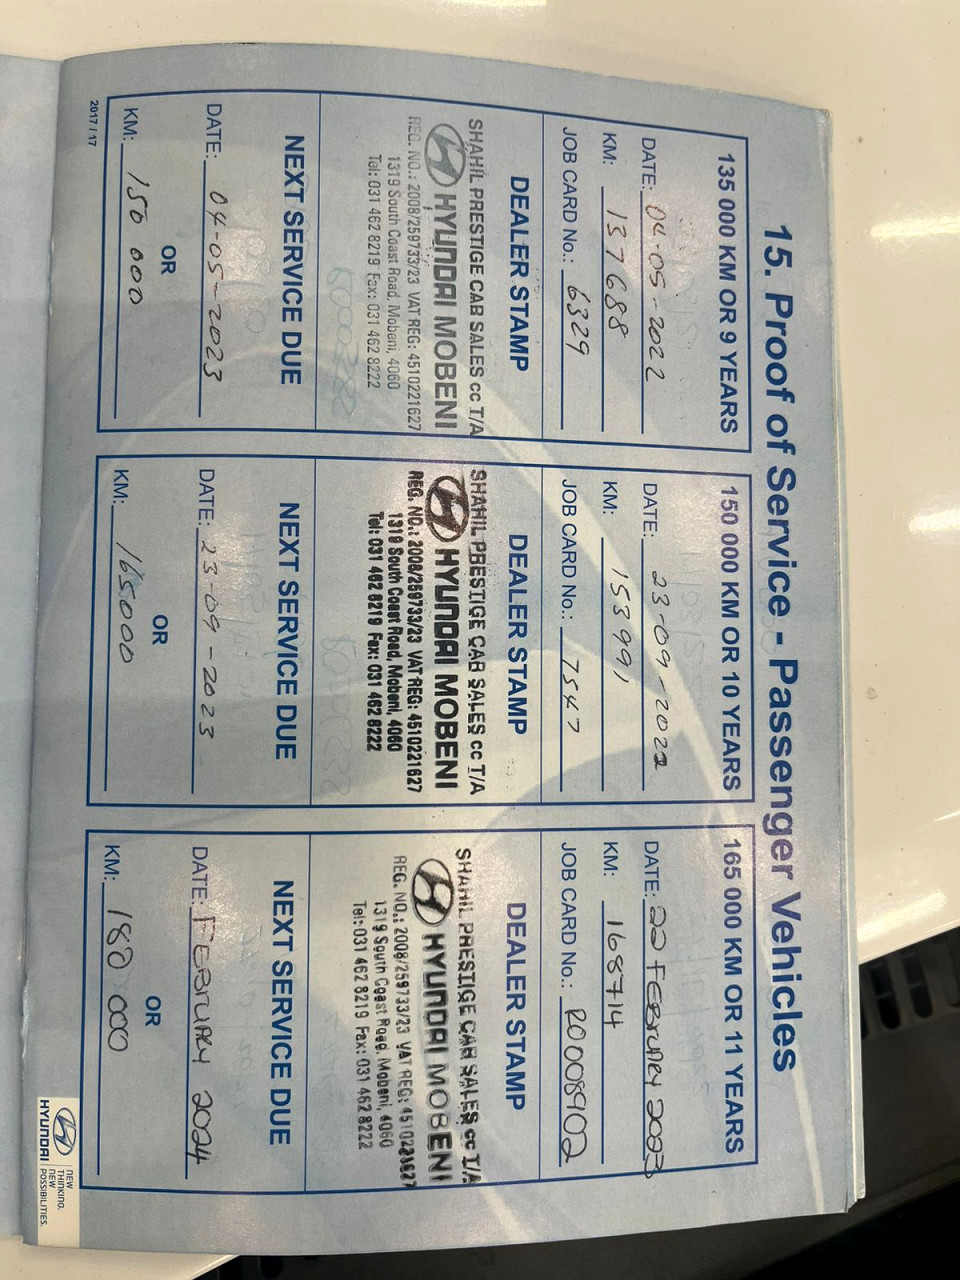 15. Proof of Service - Passenger Vehicles
135 000 KM OR 9 YEARS
DATE: 04-05-2022
KM: 137688
JOB CARD No.: 6329
DEALER STAMP
SHAHIL PRESTIGE CAB SALES cc T/A
HYUNDAI MOBENI
REG. NO.: 2008/259733/23 VAT REG: 4510221627
1319 South Coast Road, Mobeni, 4060
Tel: 031 462 8219 Fax: 031 462 8222
NEXT SERVICE DUE
DATE: 04-05-2023
OR
KM: 150 000
150 000 KM OR 10 YEARS
DATE: 23-09-2022
KM: 153991
JOB CARD No.: 7547
DEALER STAMP
SHAHIL PRESTIGE CAB SALES cc T/A
HYUNDAI MOBENI
REG. NO.: 2008/259733/23 VAT REG: 4510221627
1319 South Coast Road, Mobeni, 4060
Tel: 031 462 8219 Fax: 031 462 8222
NEXT SERVICE DUE
DATE: 23-09-2023
OR
KM: 165000
165 000 KM OR 11 YEARS
DATE: 22 FEBRUARY 2023
KM: 168714
JOB CARD No.: R0008902
DEALER STAMP
SHAHIL PRESTIGE CAB SALES cc T/A
HYUNDAI MOBENI
REG. NO.: 2008/259733/23 VAT REG: 4510221627
1319 South Coast Road, Mobeni, 4060
Tel: 031 462 8219 Fax: 031 462 8222
NEXT SERVICE DUE
DATE: FEBRUARY 2024
OR
KM: 180 000
2017 / 17
HYUNDAI
NEW
THINKING.
NEW
POSSIBILITIES.